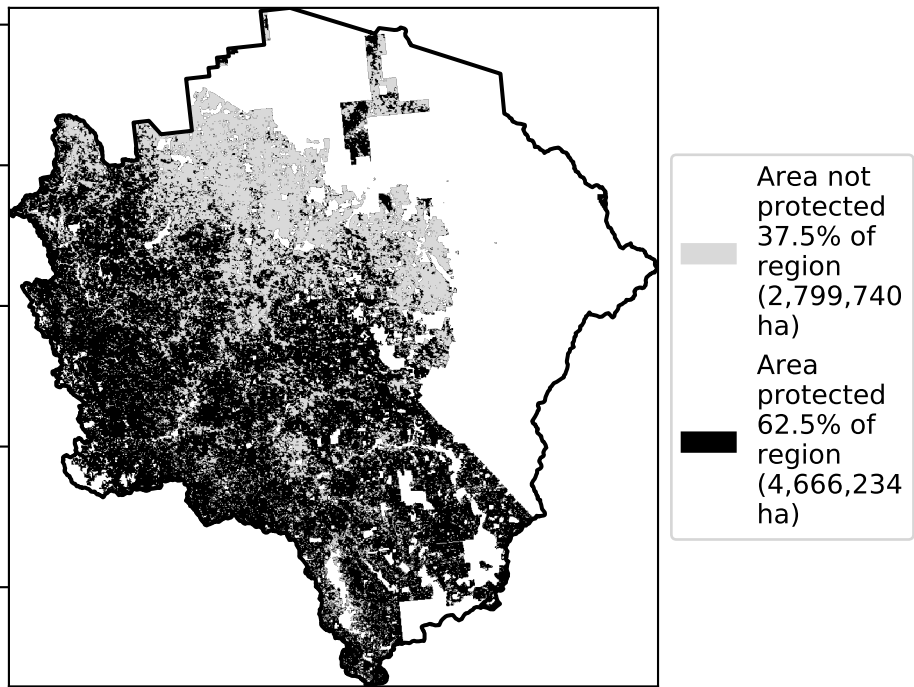 Area not
protected
37.5% of
region
(2,799,740
ha)
Area
protected
62.5% of
region
(4,666,234
ha)